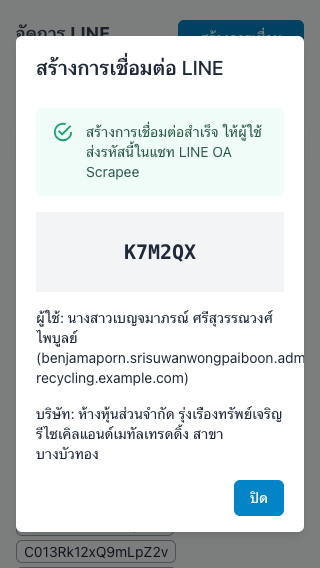 จัดการ LINE
สร้างการเชื่อมต่อ LINE
สร้างการเชื่อมต่อสำเร็จ ให้ผู้ใช้
ส่งรหัสนี้ในแชท LINE OA
Scrapee
K7M2QX
ผู้ใช้: นางสาวเบญจมาภรณ์ ศรีสุวรรณวงศ์
ไพบูลย์
(benjamaporn.srisuwanwongpaiboon.adm
recycling.example.com)
บริษัท: ห้างหุ้นส่วนจำกัด รุ่งเรืองทรัพย์เจริญ
รีไซเคิลแอนด์เมทัลเทรดดิ้ง สาขา
บางบัวทอง
ปิด
C013Rk12xQ9mLpZ2v